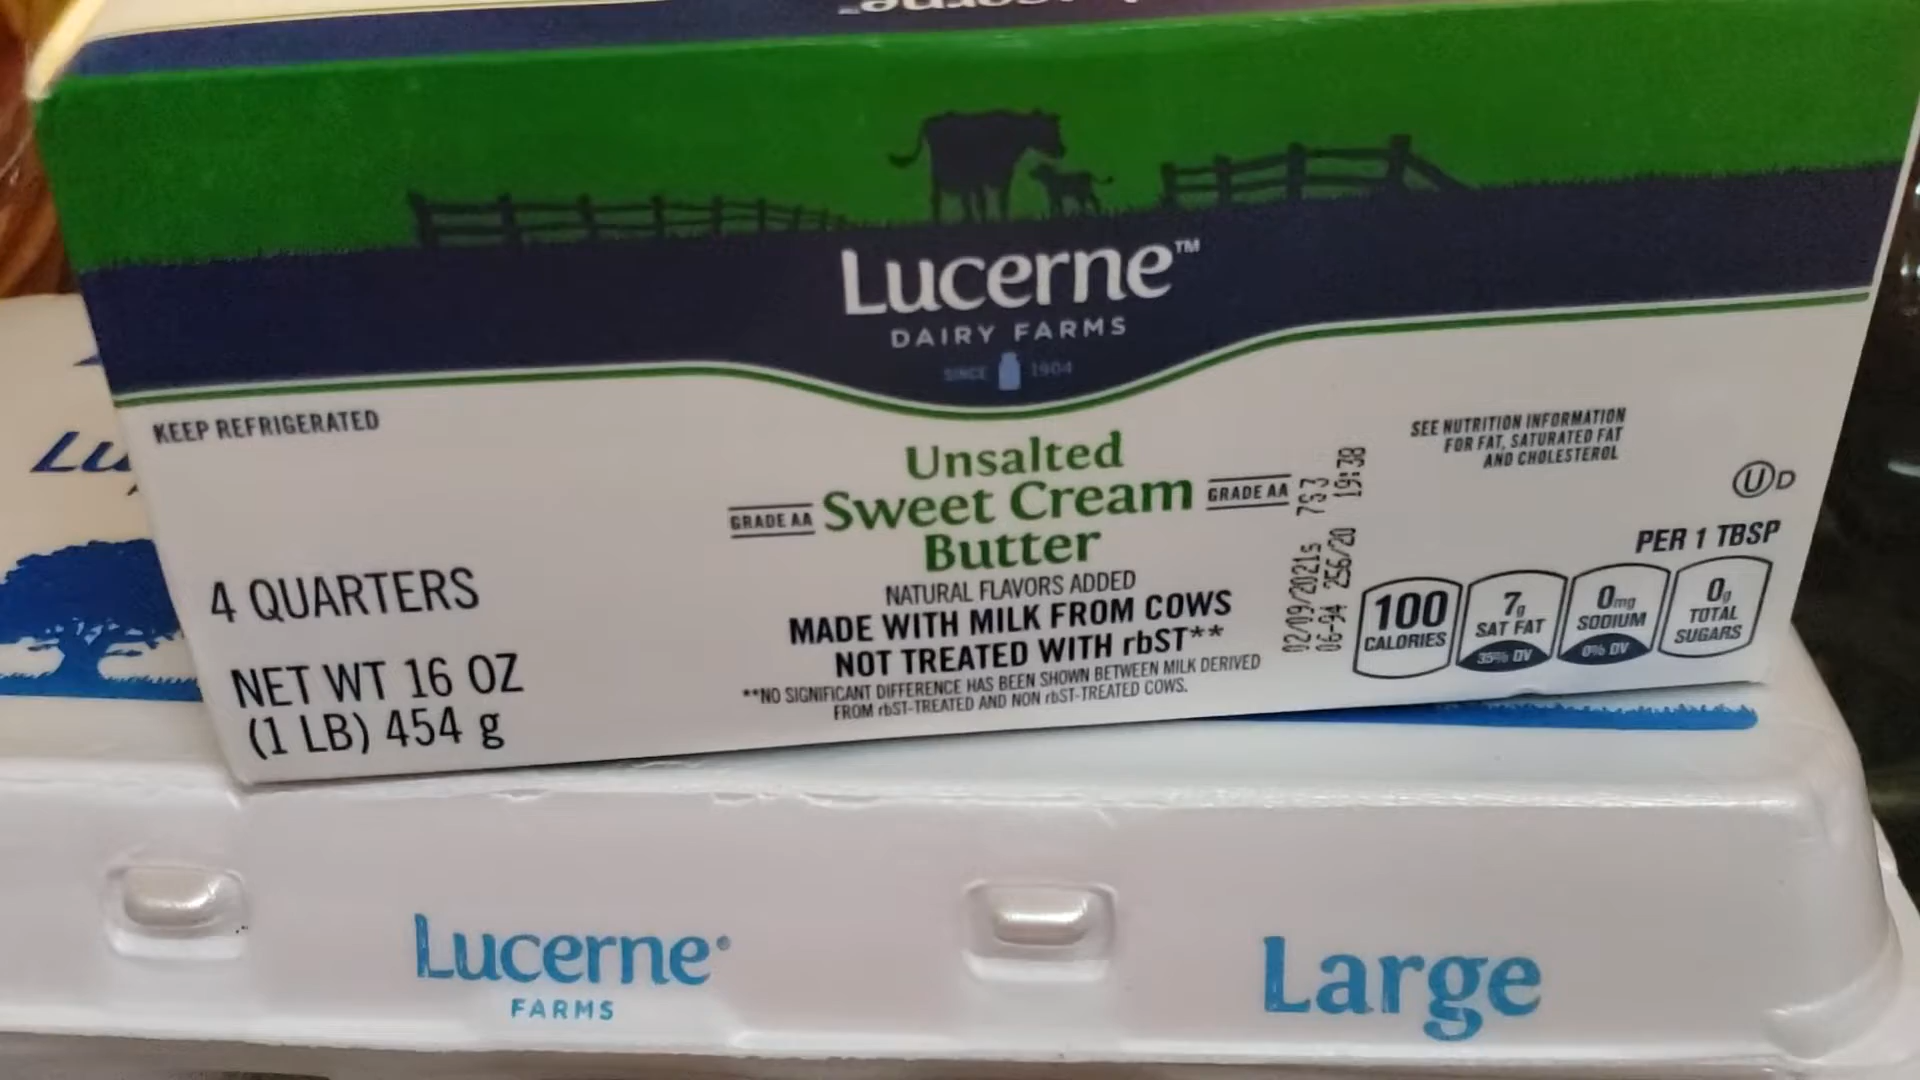 Lucerne™
DAIRY FARMS
SINCE 1904
KEEP REFRIGERATED
SEE NUTRITION INFORMATION
FOR FAT, SATURATED FAT
AND CHOLESTEROL
Unsalted
GRADE AA Sweet Cream GRADE AA
Butter
NATURAL FLAVORS ADDED
MADE WITH MILK FROM COWS
NOT TREATED WITH rbST**
**NO SIGNIFICANT DIFFERENCE HAS BEEN SHOWN BETWEEN MILK DERIVED
FROM rbST-TREATED AND NON rbST-TREATED COWS.
4 QUARTERS
NET WT 16 OZ
(1 LB) 454 g
02/09/2021s 763
06-94 256/20 19:38
U D
PER 1 TBSP
100 CALORIES
7g SAT FAT 35% DV
0mg SODIUM 0% DV
0g TOTAL SUGARS
Lu
Lucerne®
FARMS
Large